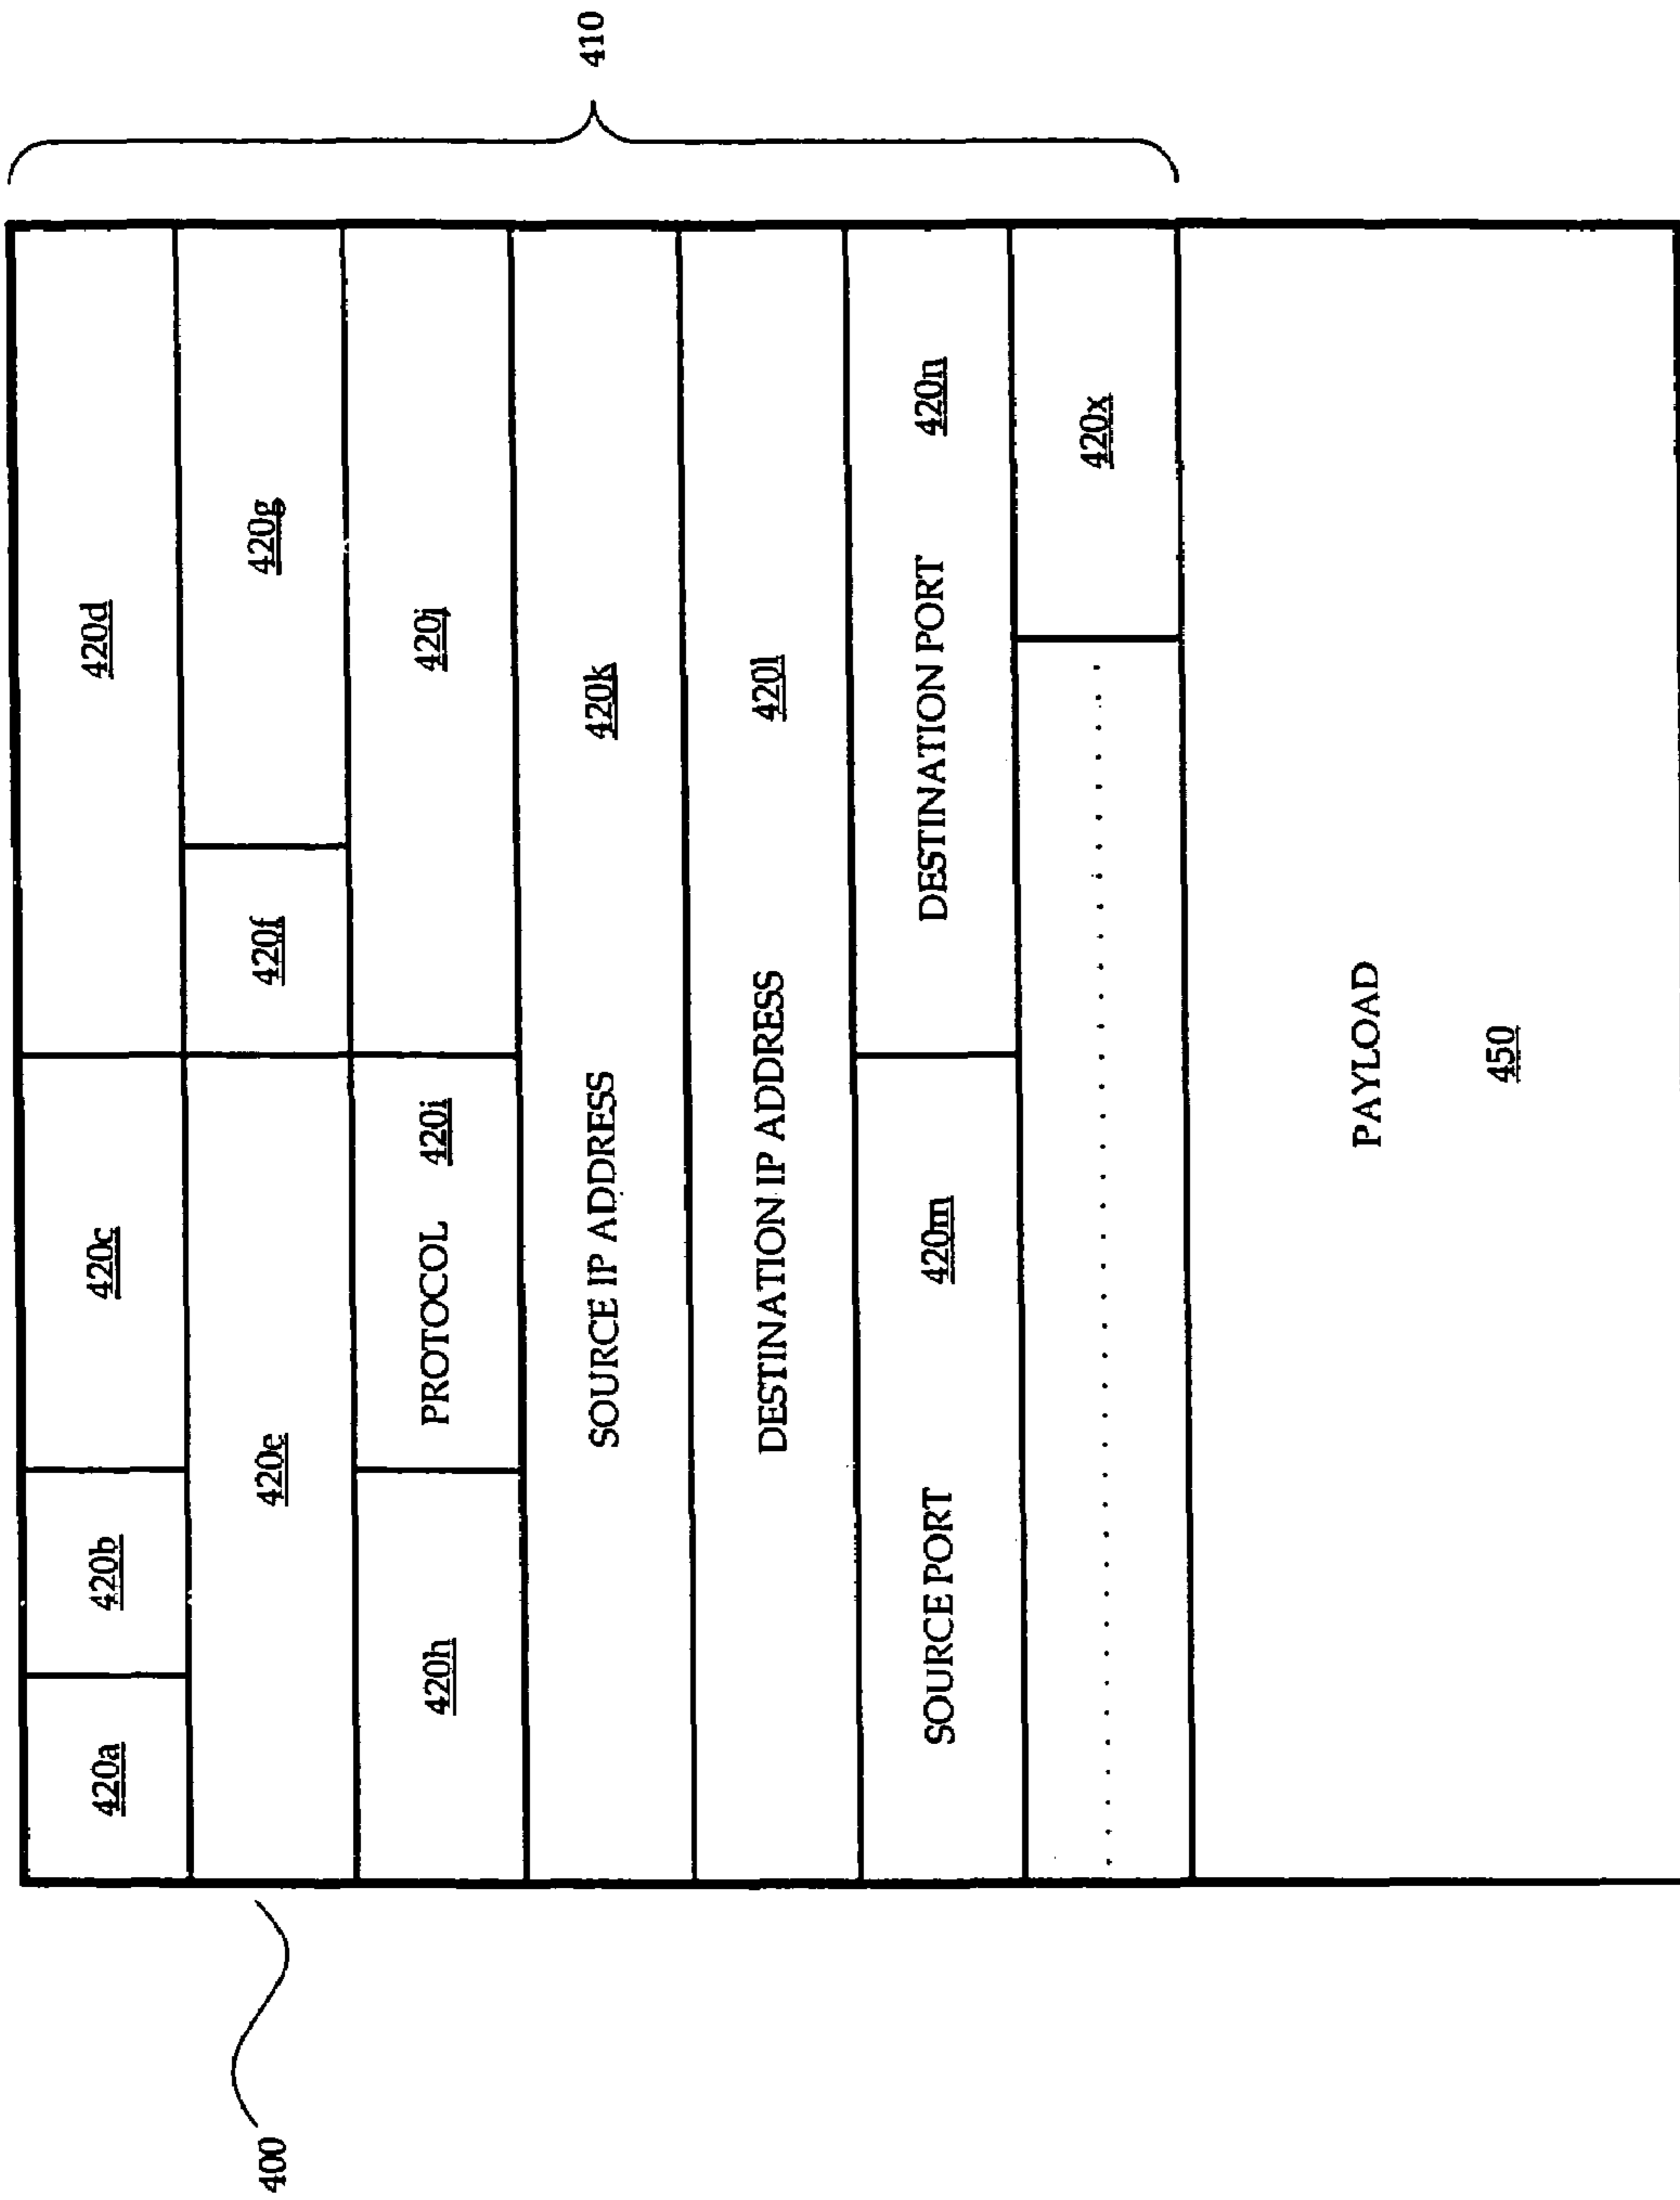 400
410
420a 420b 420c 420d
420e 420f 420g
420h PROTOCOL 420i 420j
SOURCE IP ADDRESS 420k
DESTINATION IP ADDRESS 420l
SOURCE PORT 420m DESTINATION PORT 420n
420x
PAYLOAD
450